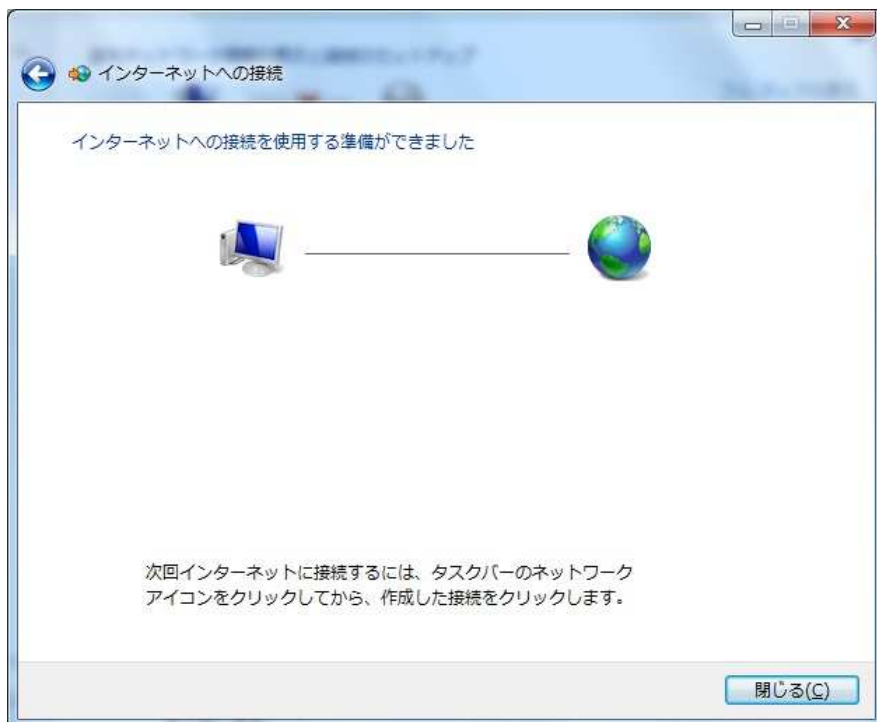 インターネットへの接続
インターネットへの接続を使用する準備ができました
次回インターネットに接続するには、タスクバーのネットワーク
アイコンをクリックしてから、作成した接続をクリックします。
閉じる(C)